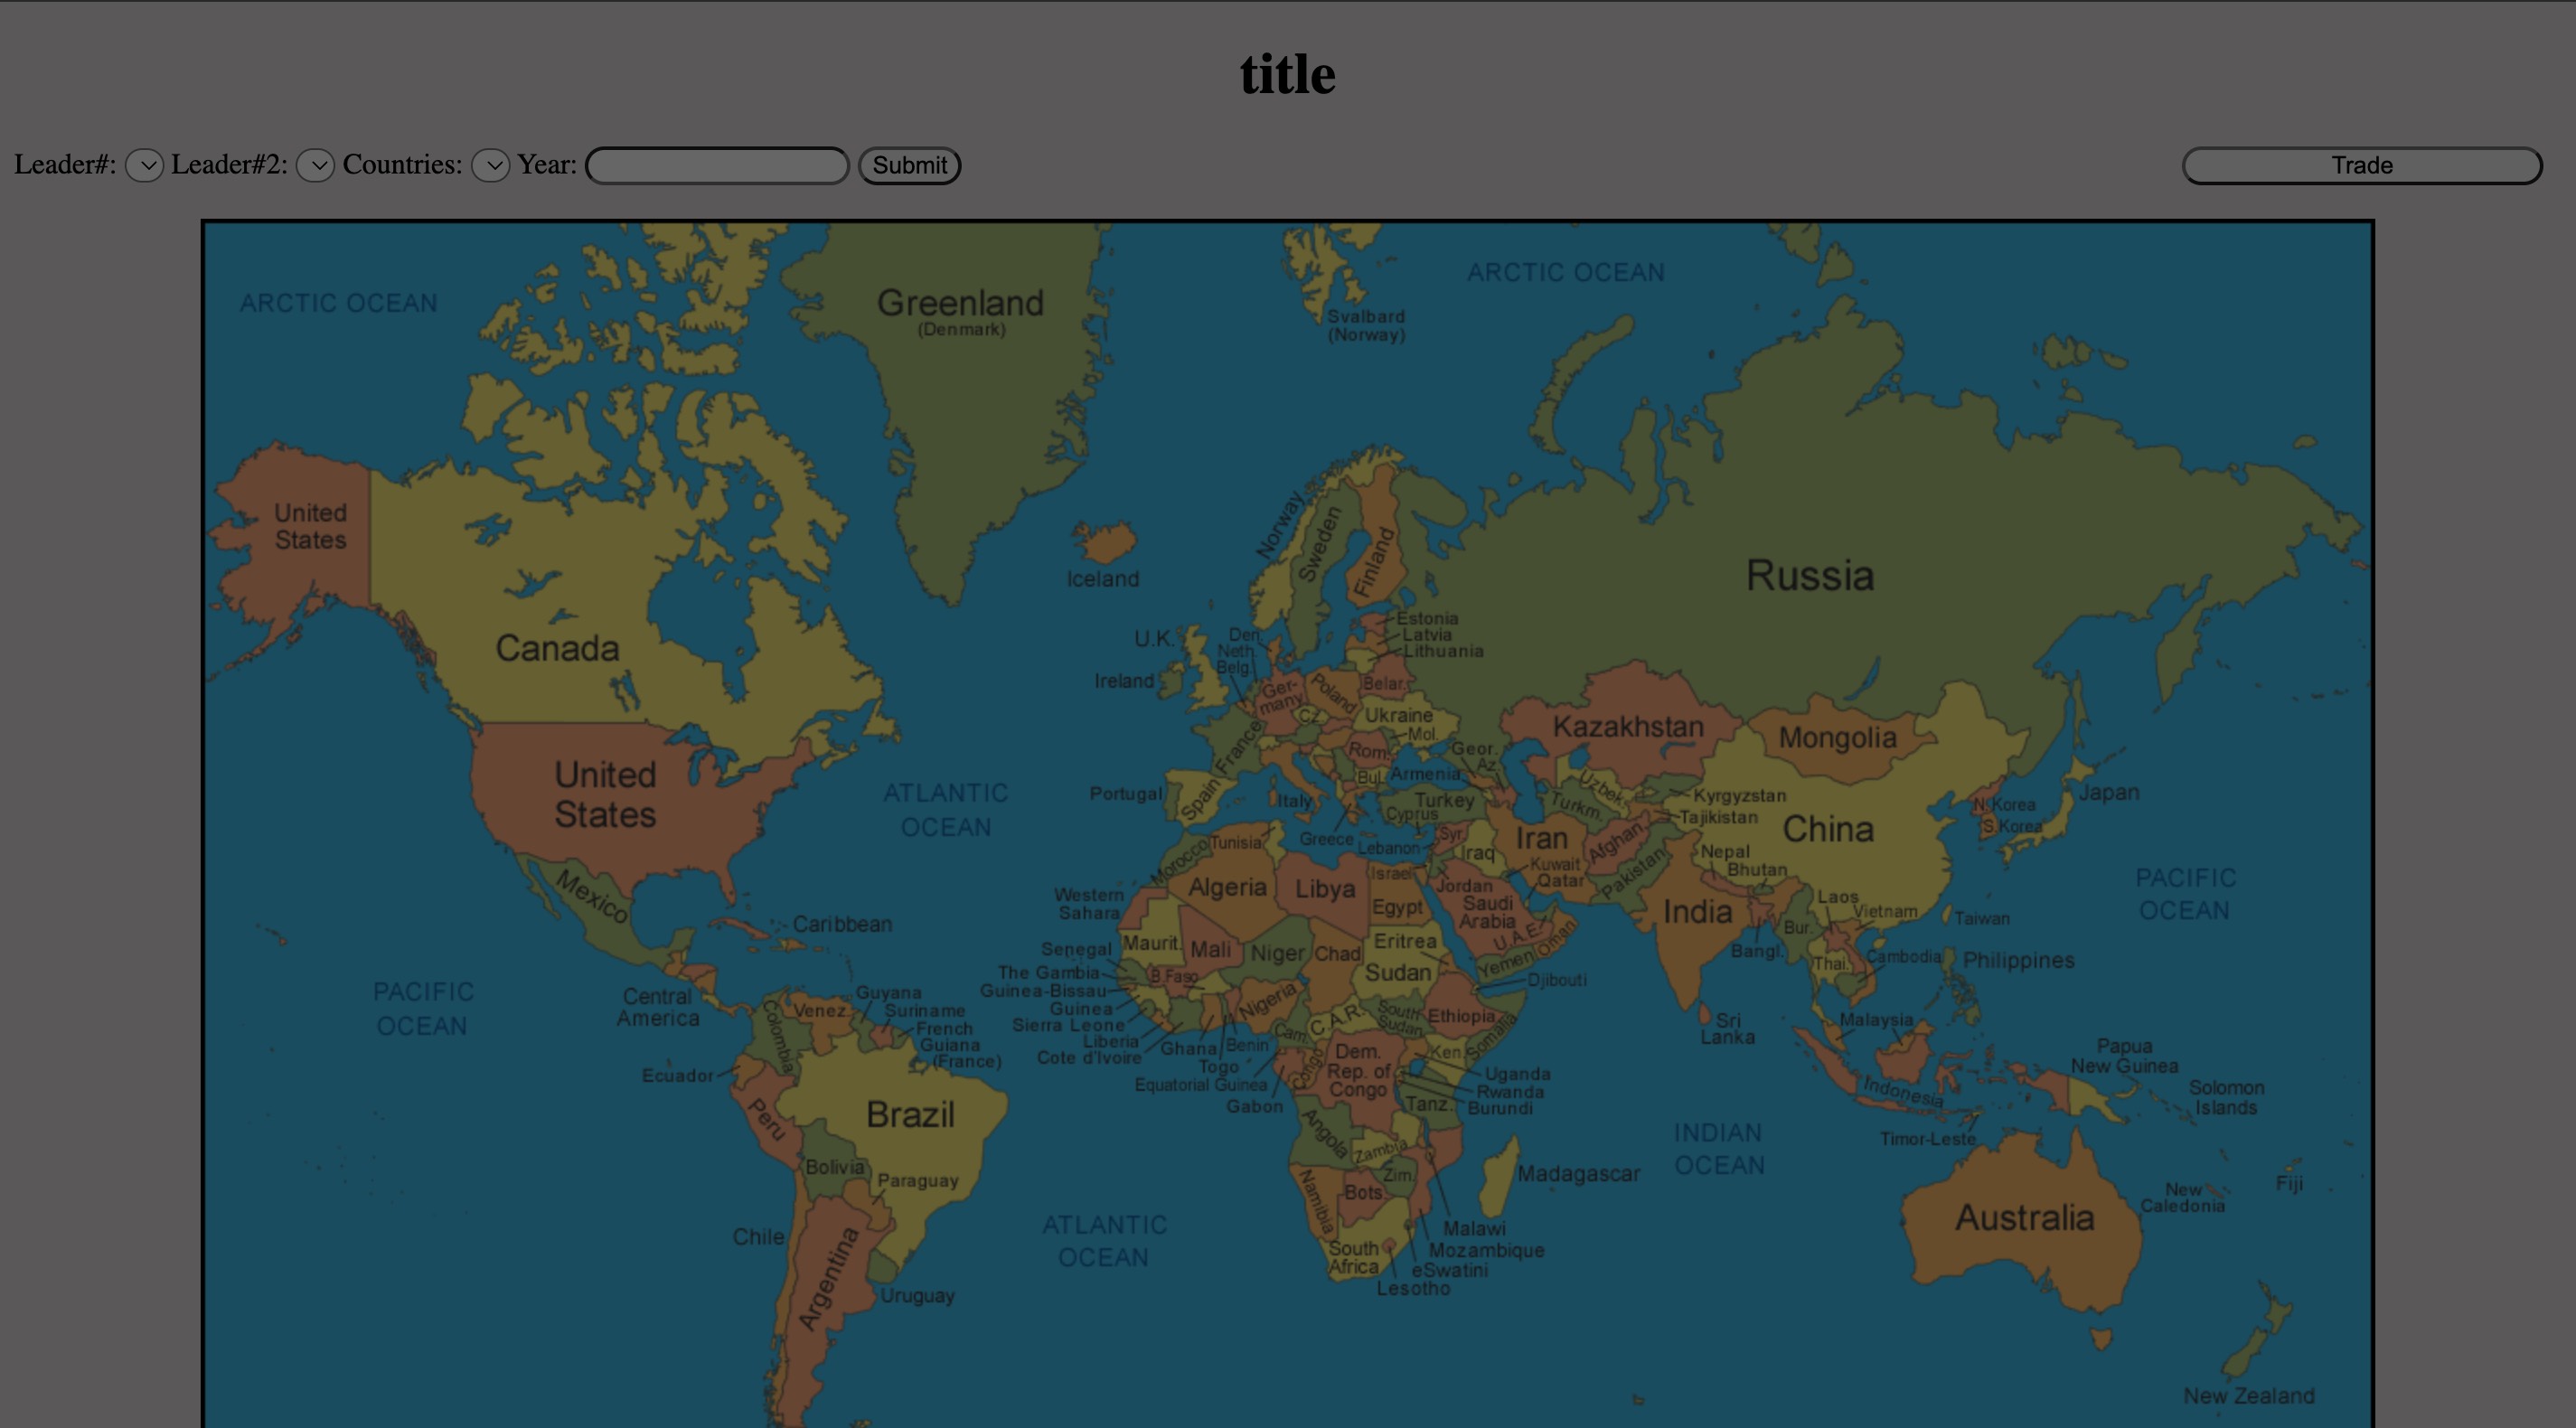 title
Leader#: Leader#2: Countries: Year: Submit Trade
ARCTIC OCEAN
ARCTIC OCEAN
Greenland
(Denmark)
Svalbard
(Norway)
United
States
Canada
Iceland
Norway
Sweden
Finland
Russia
Estonia
Latvia
Lithuania
U.K.
Ireland
Den.
Neth.
Belg.
Ger-
many
Poland
Belar.
Cz.
Ukraine
Mol.
France
Rom.
Bul.
Kazakhstan
Mongolia
United
States
ATLANTIC
OCEAN
Portugal
Spain
Italy
Greece
Geor.
Az.
Armenia
Turkey
Cyprus
Lebanon
Syr.
Israel
Iraq
Iran
Jordan
Kuwait
Qatar
Saudi
Arabia
U.A.E.
Oman
Yemen
Uzbek.
Turkm.
Kyrgyzstan
Tajikistan
Afghan.
Pakistan
China
N.Korea
S.Korea
Japan
Nepal
Bhutan
India
Bangl.
Bur.
Laos
Vietnam
Thai.
Cambodia
Taiwan
Philippines
PACIFIC
OCEAN
Mexico
Caribbean
Central
America
PACIFIC
OCEAN
Morocco
Tunisia
Algeria
Libya
Egypt
Western
Sahara
Maurit.
Mali
Niger
Chad
Eritrea
Sudan
Djibouti
Senegal
The Gambia
Guinea-Bissau
Guinea
Sierra Leone
Liberia
Cote d'Ivoire
B.Faso
Ghana
Togo
Benin
Nigeria
Cam.
C.A.R.
South
Sudan
Ethiopia
Somalia
Equatorial Guinea
Gabon
Congo
Dem.
Rep. of
Congo
Ken.
Uganda
Rwanda
Burundi
Tanz.
Venez.
Colombia
Guyana
Suriname
French
Guiana
(France)
Ecuador
Peru
Brazil
Bolivia
Paraguay
Chile
Argentina
Uruguay
ATLANTIC
OCEAN
Angola
Zambia
Zim.
Namibia
Bots.
South
Africa
Madagascar
Malawi
Mozambique
eSwatini
Lesotho
INDIAN
OCEAN
Sri
Lanka
Malaysia
Indonesia
Timor-Leste
Papua
New Guinea
Solomon
Islands
Australia
New
Caledonia
Fiji
New Zealand